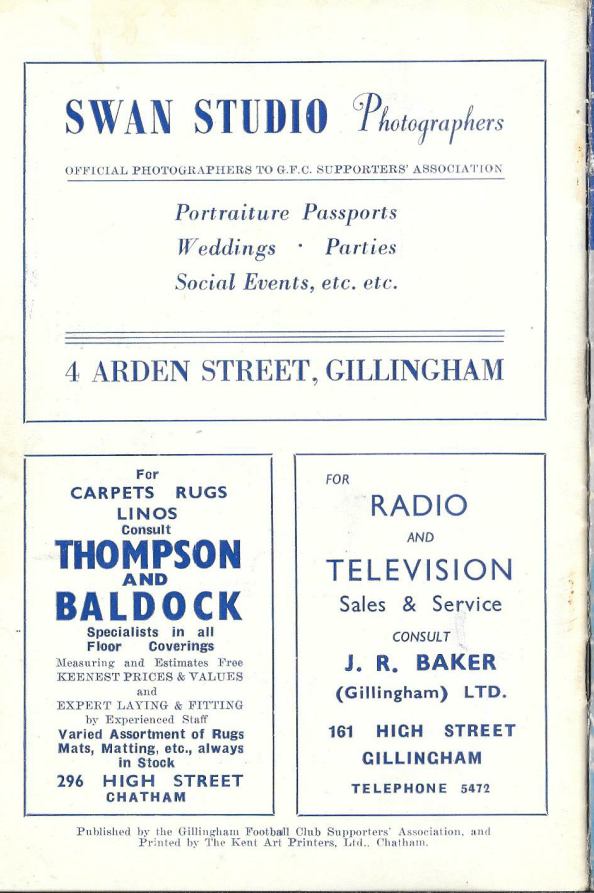 SWAN STUDIO Photographers
OFFICIAL PHOTOGRAPHERS TO G.F.C. SUPPORTERS' ASSOCIATION
Portraiture Passports
Weddings · Parties
Social Events, etc. etc.
4 ARDEN STREET, GILLINGHAM
For
CARPETS RUGS
LINOS
Consult
THOMPSON
AND
BALDOCK
Specialists in all
Floor Coverings
Measuring and Estimates Free
KEENEST PRICES & VALUES
and
EXPERT LAYING & FITTING
by Experienced Staff
Varied Assortment of Rugs
Mats, Matting, etc., always
in Stock
296 HIGH STREET
CHATHAM
FOR
RADIO
AND
TELEVISION
Sales & Service
CONSULT
J. R. BAKER
(Gillingham) LTD.
161 HIGH STREET
GILLINGHAM
TELEPHONE 5472
Published by the Gillingham Football Club Supporters' Association, and
Printed by The Kent Art Printers, Ltd., Chatham.